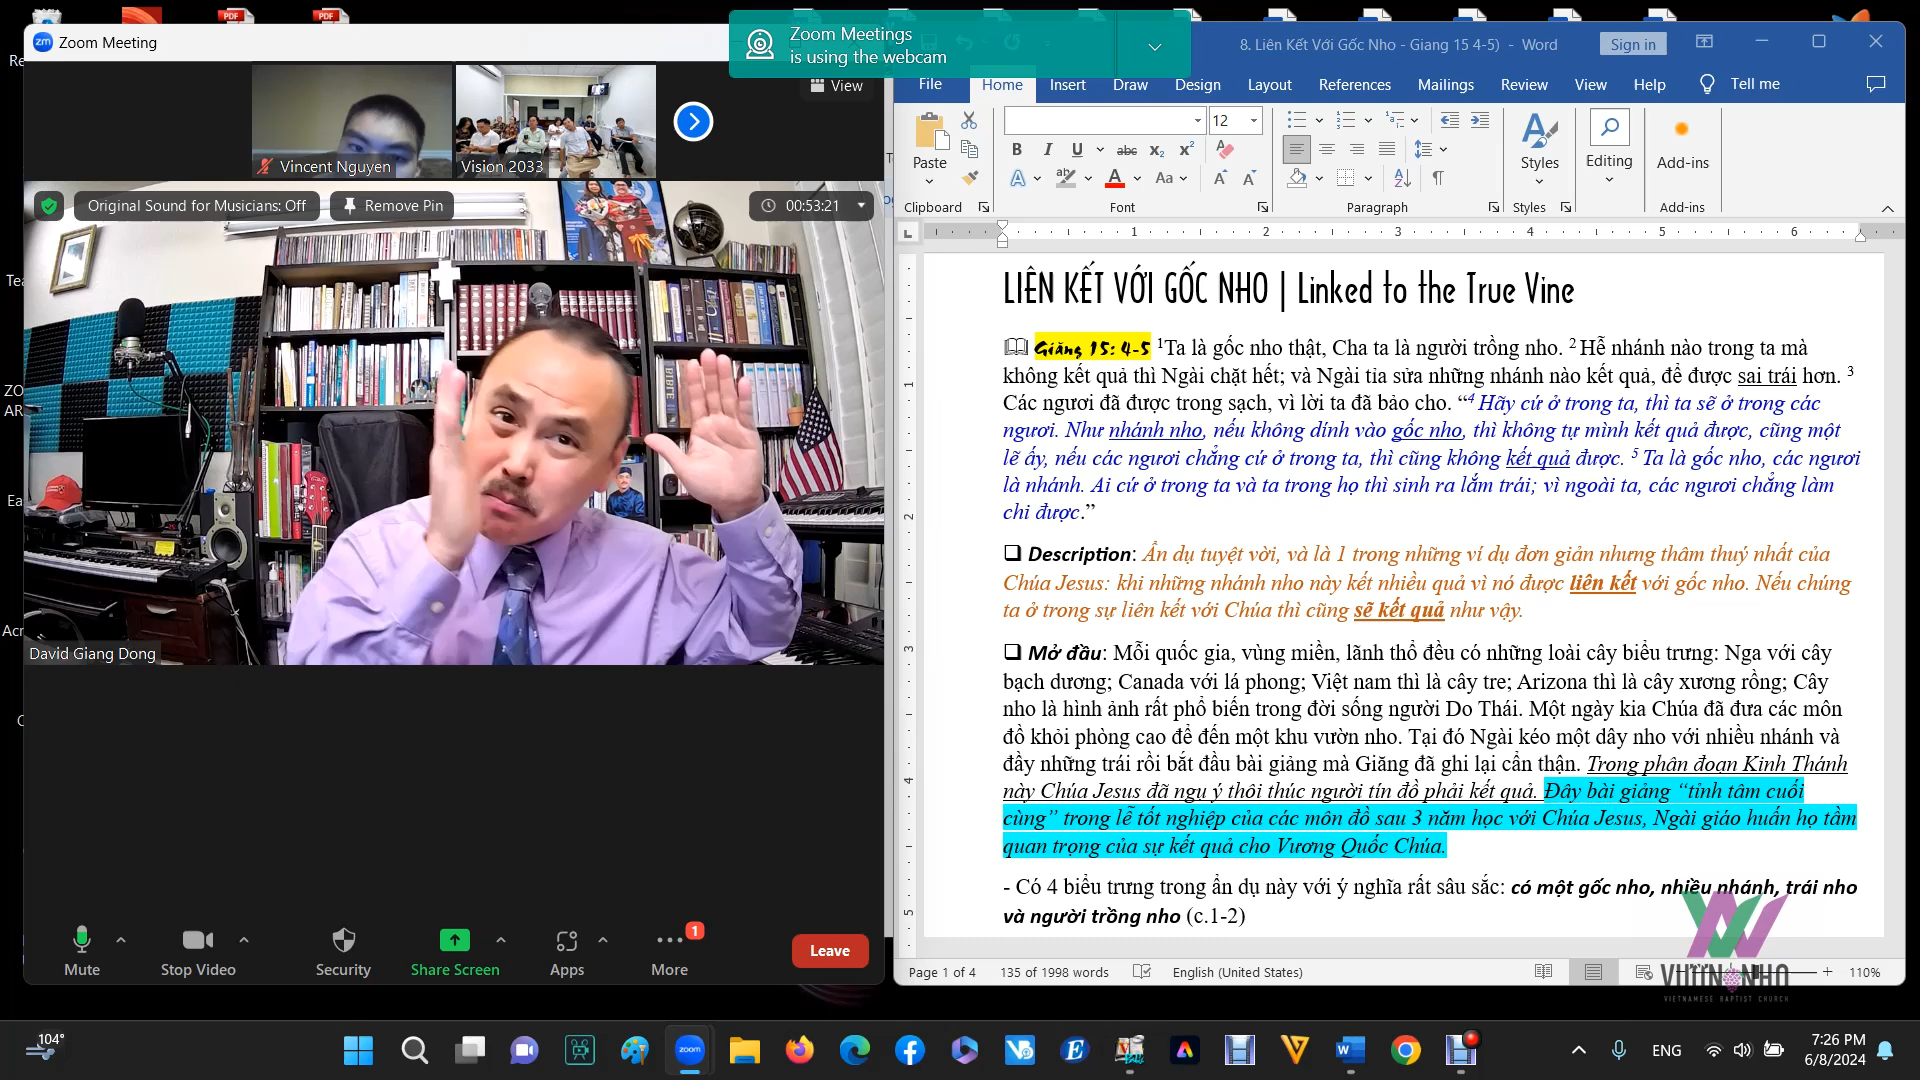 Zoom Meeting
Zoom Meetings
is using the webcam
View
Vincent Nguyen
Vision 2033
Original Sound for Musicians: Off
Remove Pin
00:53:21
BIBLE
David Giang Dong
Mute
Stop Video
Security
Share Screen
Apps
More
1
Leave
8. Liên Kết Với Gốc Nho - Giang 15 4-5) - Word
Sign in
File
Home
Insert
Draw
Design
Layout
References
Mailings
Review
View
Help
Tell me
Paste
12
Styles
Editing
Add-ins
Clipboard
Font
Paragraph
Styles
Add-ins
1 2 3 4 5 6
LIÊN KẾT VỚI GỐC NHO | Linked to the True Vine
Giăng 15: 4-5 1Ta là gốc nho thật, Cha ta là người trồng nho. 2 Hễ nhánh nào trong ta mà
không kết quả thì Ngài chặt hết; và Ngài tỉa sửa những nhánh nào kết quả, để được sai trái hơn. 3
Các ngươi đã được trong sạch, vì lời ta đã bảo cho. “4 Hãy cứ ở trong ta, thì ta sẽ ở trong các
ngươi. Như nhánh nho, nếu không dính vào gốc nho, thì không tự mình kết quả được, cũng một
lẽ ấy, nếu các ngươi chẳng cứ ở trong ta, thì cũng không kết quả được. 5 Ta là gốc nho, các ngươi
là nhánh. Ai cứ ở trong ta và ta trong họ thì sinh ra lắm trái; vì ngoài ta, các ngươi chẳng làm
chi được.”
Description: Ẩn dụ tuyệt vời, và là 1 trong những ví dụ đơn giản nhưng thâm thuý nhất của
Chúa Jesus: khi những nhánh nho này kết nhiều quả vì nó được liên kết với gốc nho. Nếu chúng
ta ở trong sự liên kết với Chúa thì cũng sẽ kết quả như vậy.
Mở đầu: Mỗi quốc gia, vùng miền, lãnh thổ đều có những loài cây biểu trưng: Nga với cây
bạch dương; Canada với lá phong; Việt nam thì là cây tre; Arizona thì là cây xương rồng; Cây
nho là hình ảnh rất phổ biến trong đời sống người Do Thái. Một ngày kia Chúa đã đưa các môn
đồ khỏi phòng cao để đến một khu vườn nho. Tại đó Ngài kéo một dây nho với nhiều nhánh và
đầy những trái rồi bắt đầu bài giảng mà Giăng đã ghi lại cẩn thận. Trong phân đoạn Kinh Thánh
này Chúa Jesus đã ngụ ý thôi thúc người tín đồ phải kết quả. Đây bài giảng “tỉnh tâm cuối
cùng” trong lễ tốt nghiệp của các môn đồ sau 3 năm học với Chúa Jesus, Ngài giáo huấn họ tầm
quan trọng của sự kết quả cho Vương Quốc Chúa.
- Có 4 biểu trưng trong ẩn dụ này với ý nghĩa rất sâu sắc: có một gốc nho, nhiều nhánh, trái nho
và người trồng nho (c.1-2)
Page 1 of 4
135 of 1998 words
English (United States)
110%
VIETNAMESE BAPTIST CHURCH
104°
ENG
7:26 PM
6/8/2024